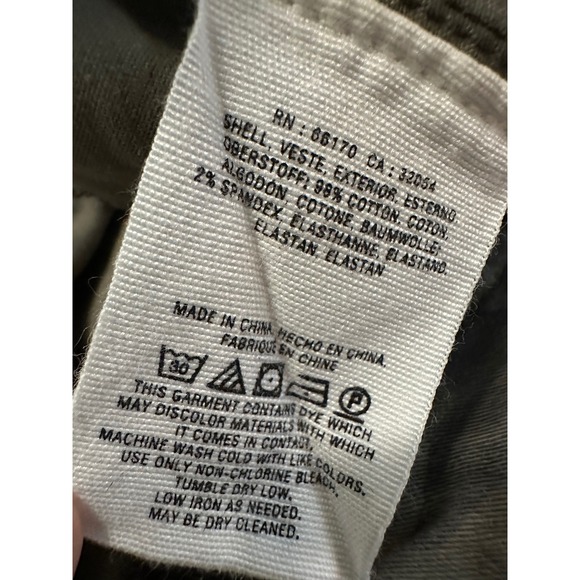 RN : 66170 CA : 32054
SHELL, VESTE, EXTERIOR, ESTERNO
OBERSTOFF: 98% COTTON, COTON,
ALGODON, COTONE, BAUMWOLLE;
2% SPANDEX, ELASTHANNE, ELASTANO,
ELASTAN, ELASTAN
MADE IN CHINA, HECHO EN CHINA,
FABRIQUE EN CHINE
30 P
THIS GARMENT CONTAINS DYE WHICH
MAY DISCOLOR MATERIALS WITH WHICH
IT COMES IN CONTACT.
MACHINE WASH COLD WITH LIKE COLORS.
USE ONLY NON-CHLORINE BLEACH.
TUMBLE DRY LOW.
LOW IRON AS NEEDED.
MAY BE DRY CLEANED.